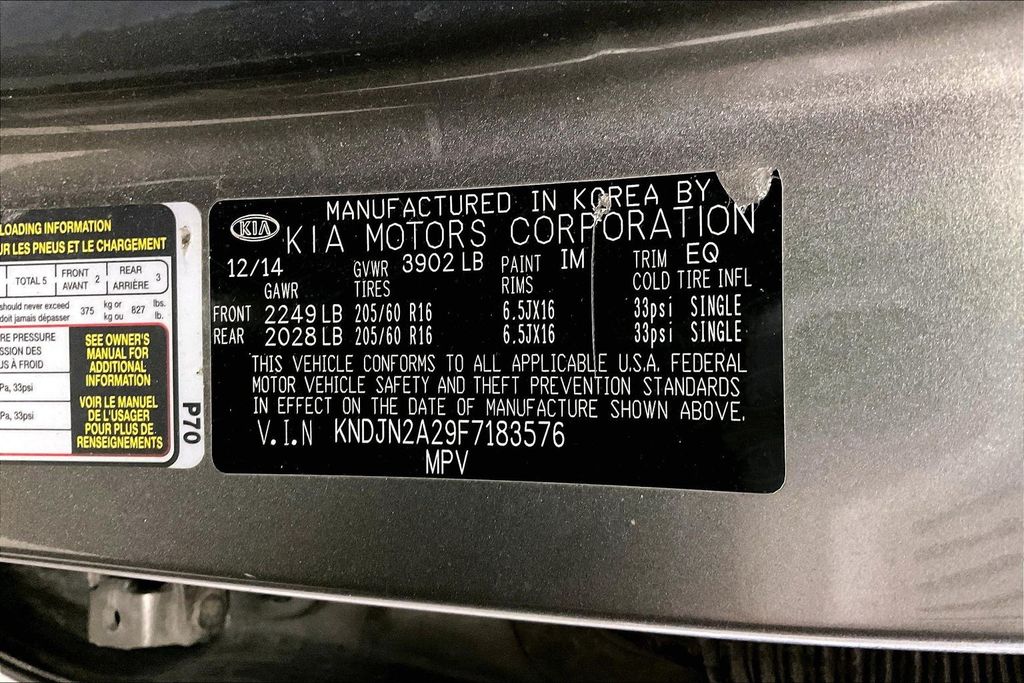 LOADING INFORMATION
UR LES PNEUS ET LE CHARGEMENT
TOTAL 5 FRONT AVANT 2 REAR ARRIÈRE 3
should never exceed
doit jamais dépasser 375 kg or kg ou 827 lbs. lb.
RE PRESSURE
SSION DES
US À FROID
Pa, 33psi
Pa, 33psi
SEE OWNER'S
MANUAL FOR
ADDITIONAL
INFORMATION
VOIR LE MANUEL
DE L'USAGER
POUR PLUS DE
RENSEIGNEMENTS
P70
MANUFACTURED IN KOREA BY
KIA KIA MOTORS CORPORATION
12/14 GVWR 3902 LB PAINT IM TRIM EQ
GAWR TIRES RIMS COLD TIRE INFL
FRONT 2249 LB 205/60 R16 6.5JX16 33psi SINGLE
REAR 2028 LB 205/60 R16 6.5JX16 33psi SINGLE
THIS VEHICLE CONFORMS TO ALL APPLICABLE U.S.A. FEDERAL
MOTOR VEHICLE SAFETY AND THEFT PREVENTION STANDARDS
IN EFFECT ON THE DATE OF MANUFACTURE SHOWN ABOVE.
V.I.N KNDJN2A29F7183576
MPV